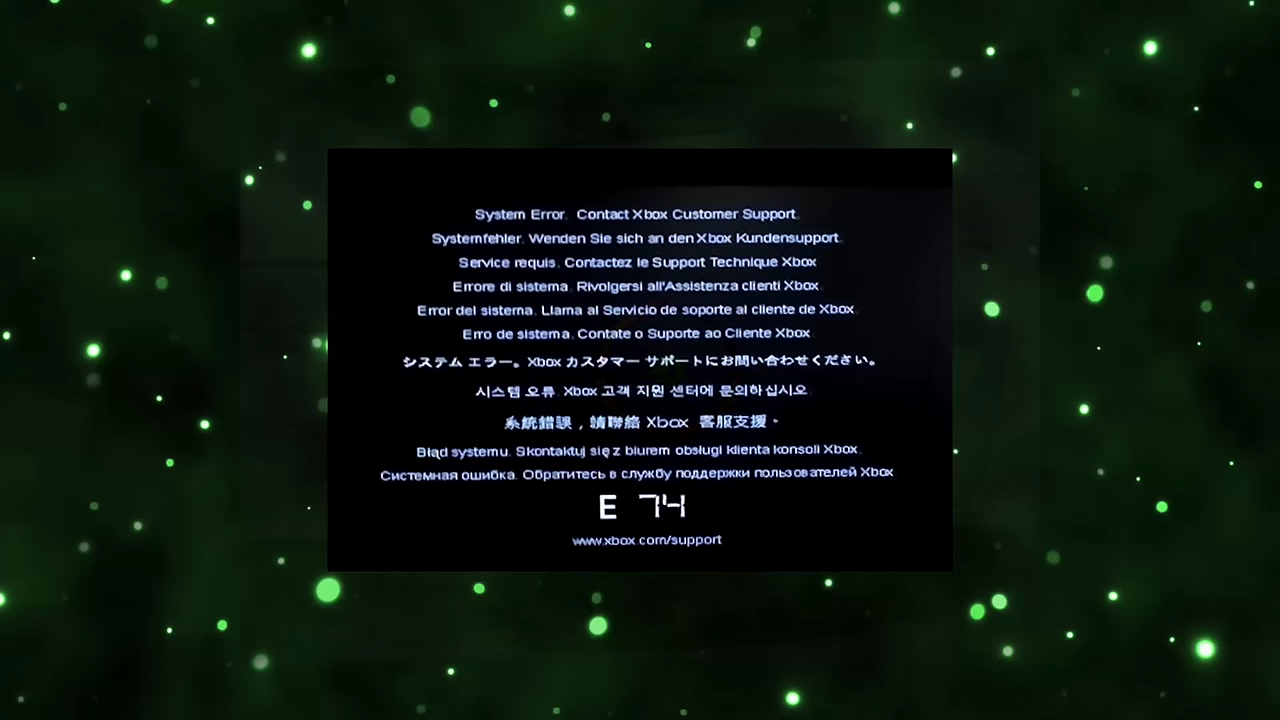 System Error. Contact Xbox Customer Support.
Systemfehler. Wenden Sie sich an den Xbox Kundensupport.
Service requis. Contactez le Support Technique Xbox
Errore di sistema. Rivolgersi all'Assistenza clienti Xbox.
Error del sistema. Llama al Servicio de soporte al cliente de Xbox.
Erro de sistema. Contate o Suporte ao Cliente Xbox.
システム エラー。Xbox カスタマー サポートにお問い合わせください。
시스템 오류. Xbox 고객 지원 센터에 문의하십시오.
系統錯誤，請聯絡 Xbox 客服支援。
Błąd systemu. Skontaktuj się z biurem obsługi klienta konsoli Xbox.
Системная ошибка. Обратитесь в службу поддержки пользователей Xbox.
E 74
www.xbox.com/support